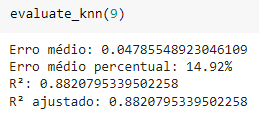 evaluate_knn(9)
Erro médio: 0.04785548923046109
Erro médio percentual: 14.92%
R²: 0.8820795339502258
R² ajustado: 0.8820795339502258